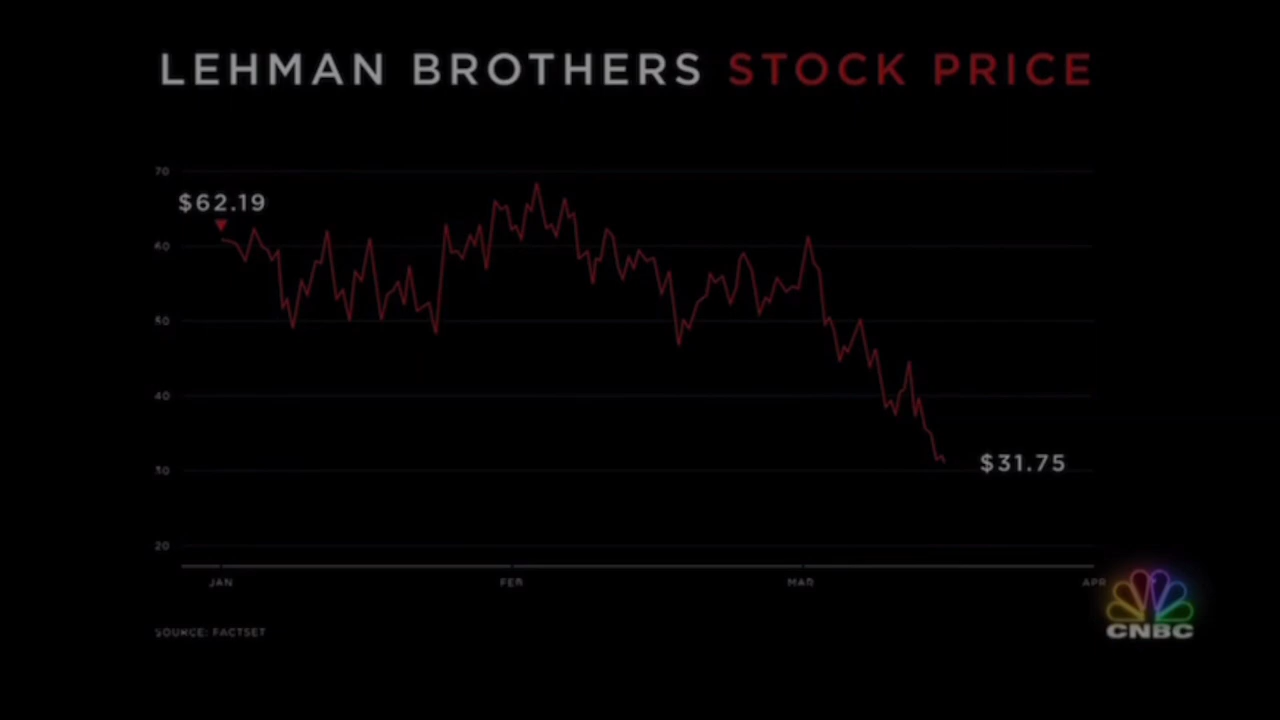 LEHMAN BROTHERS STOCK PRICE
70
$62.19
60
50
40
30
$31.75
20
JAN FEB MAR APR
CNBC
SOURCE: FACTSET